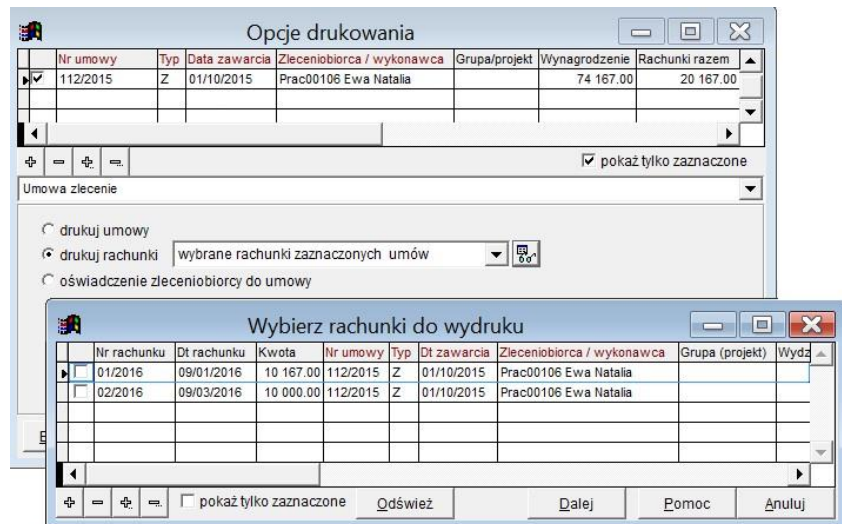 Opcje drukowania
Nr umowy Typ Data zawarcia Zleceniobiorca / wykonawca Grupa/projekt Wynagrodzenie Rachunki razem
112/2015 Z 01/10/2015 Prac00106 Ewa Natalia 74 167.00 20 167.00
pokaż tylko zaznaczone
Umowa zlecenie
drukuj umowy
drukuj rachunki wybrane rachunki zaznaczonych umów
oświadczenie zleceniobiorcy do umowy
Wybierz rachunki do wydruku
Nr rachunku Dt rachunku Kwota Nr umowy Typ Dt zawarcia Zleceniobiorca / wykonawca Grupa (projekt) Wydz
01/2016 09/01/2016 10 167.00 112/2015 Z 01/10/2015 Prac00106 Ewa Natalia
02/2016 09/03/2016 10 000.00 112/2015 Z 01/10/2015 Prac00106 Ewa Natalia
pokaż tylko zaznaczone Odśwież Dalej Pomoc Anuluj